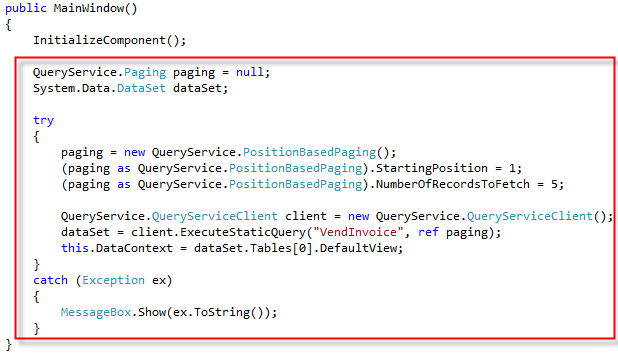 public MainWindow()
{
    InitializeComponent();

    QueryService.Paging paging = null;
    System.Data.DataSet dataSet;

    try
    {
        paging = new QueryService.PositionBasedPaging();
        (paging as QueryService.PositionBasedPaging).StartingPosition = 1;
        (paging as QueryService.PositionBasedPaging).NumberOfRecordsToFetch = 5;

        QueryService.QueryServiceClient client = new QueryService.QueryServiceClient();
        dataSet = client.ExecuteStaticQuery("VendInvoice", ref paging);
        this.DataContext = dataSet.Tables[0].DefaultView;
    }
    catch (Exception ex)
    {
        MessageBox.Show(ex.ToString());
    }
}